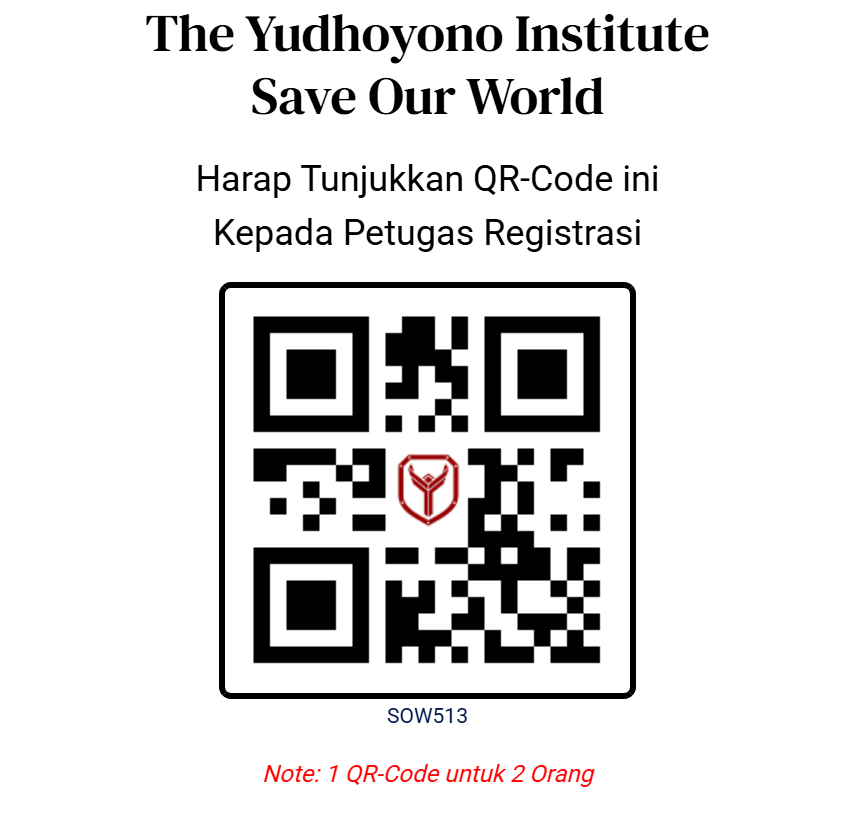 The Yudhoyono Institute
Save Our World
Harap Tunjukkan QR-Code ini
Kepada Petugas Registrasi
SOW513
Note: 1 QR-Code untuk 2 Orang